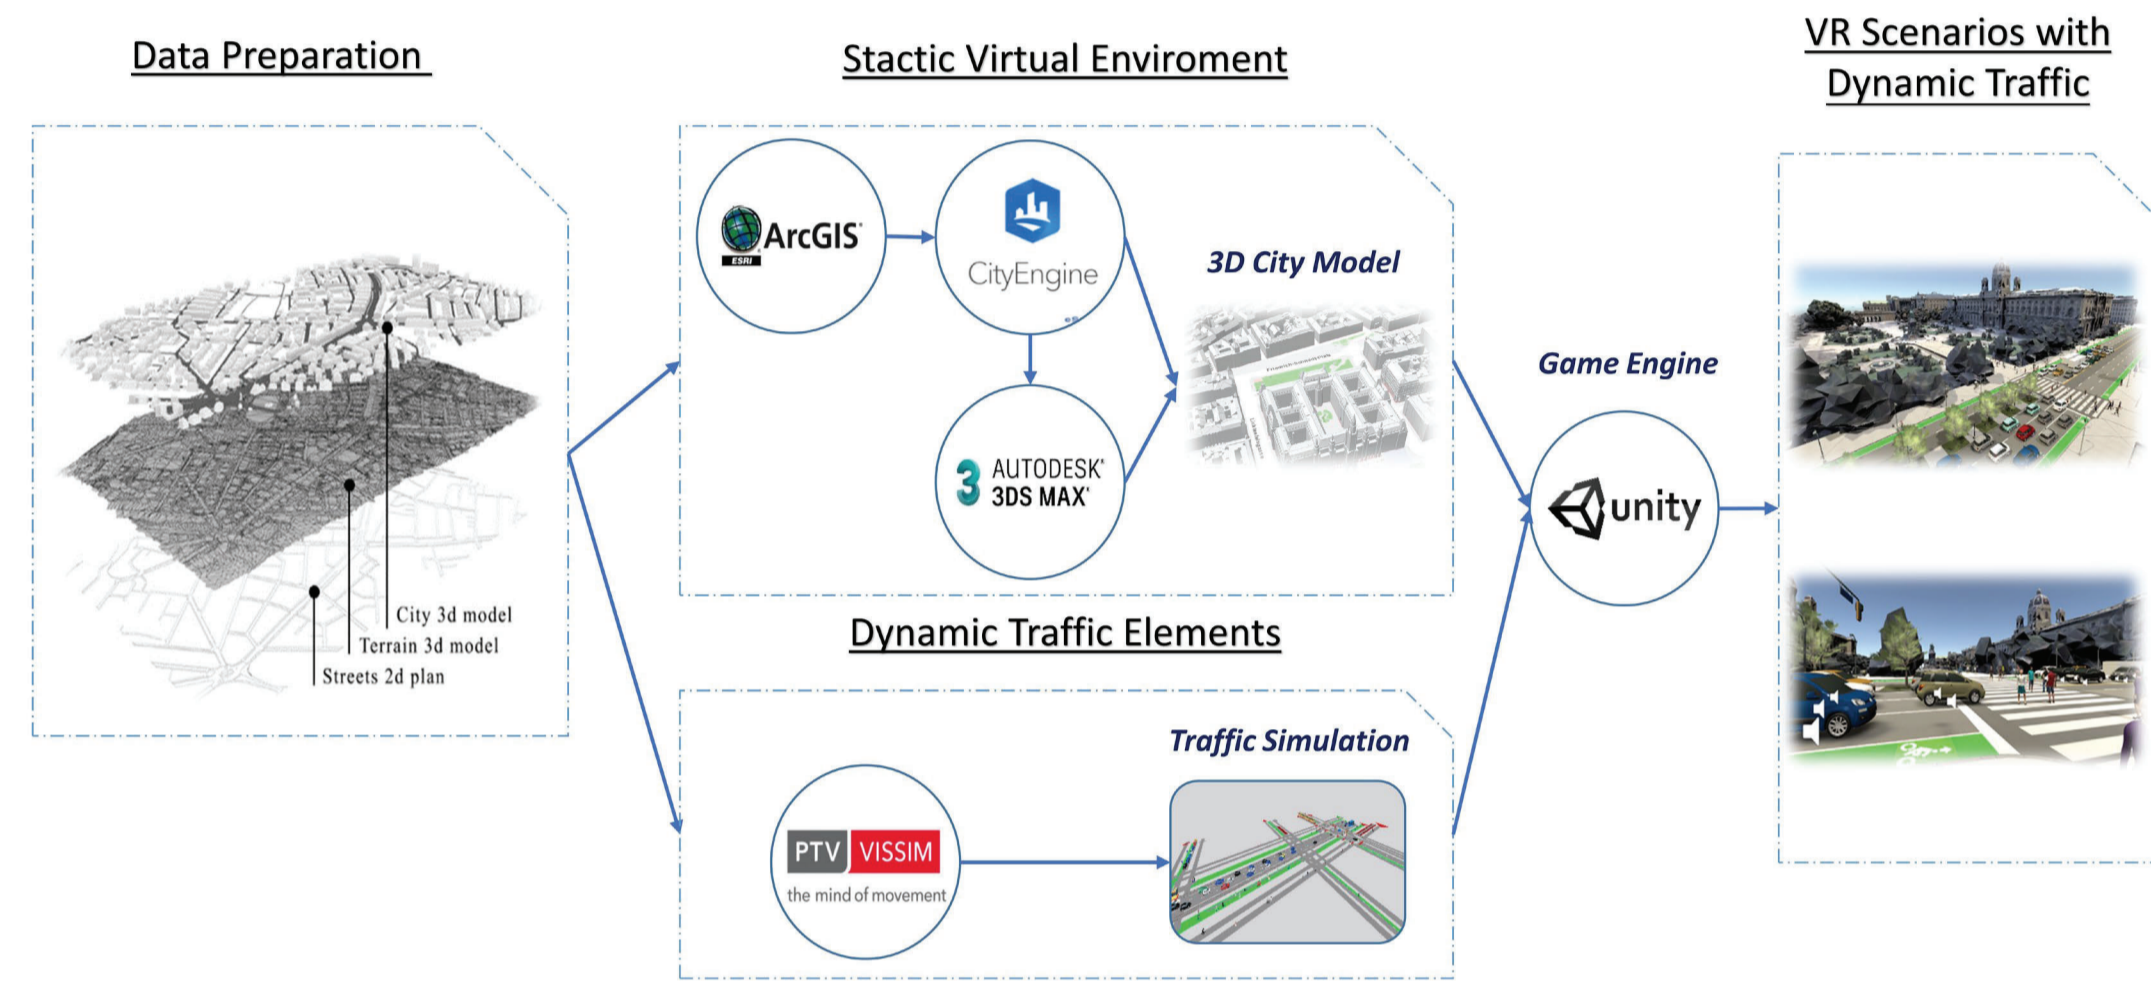 Data Preparation
City 3d model
Terrain 3d model
Streets 2d plan
Stactic Virtual Enviroment
ArcGIS
ESRI
CityEngine
3D City Model
3 AUTODESK
3DS MAX
Dynamic Traffic Elements
Traffic Simulation
PTV VISSIM
the mind of movement
Game Engine
unity
VR Scenarios with
Dynamic Traffic